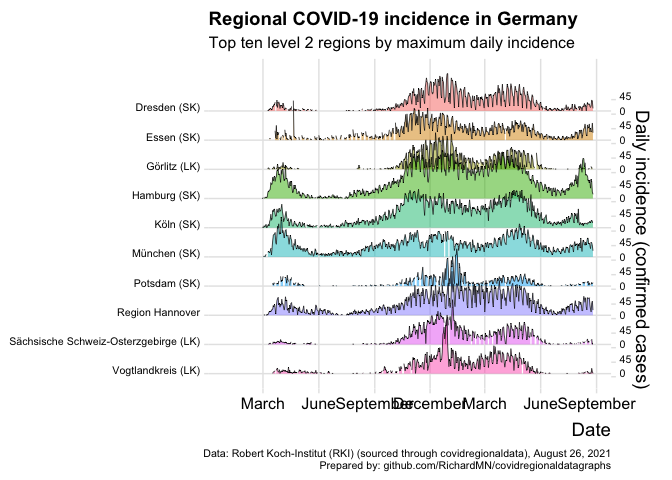 Regional COVID-19 incidence in Germany
Top ten level 2 regions by maximum daily incidence
Dresden (SK)
45
0
Essen (SK)
45
0
Görlitz (LK)
45
0
Hamburg (SK)
45
0
Köln (SK)
45
0
München (SK)
45
0
Potsdam (SK)
45
0
Region Hannover
45
0
Sächsische Schweiz-Osterzgebirge (LK)
45
0
Vogtlandkreis (LK)
45
0
Daily incidence (confirmed cases)
March June September December March June September
Date
Data: Robert Koch-Institut (RKI) (sourced through covidregionaldata), August 26, 2021
Prepared by: github.com/RichardMN/covidregionaldatagraphs